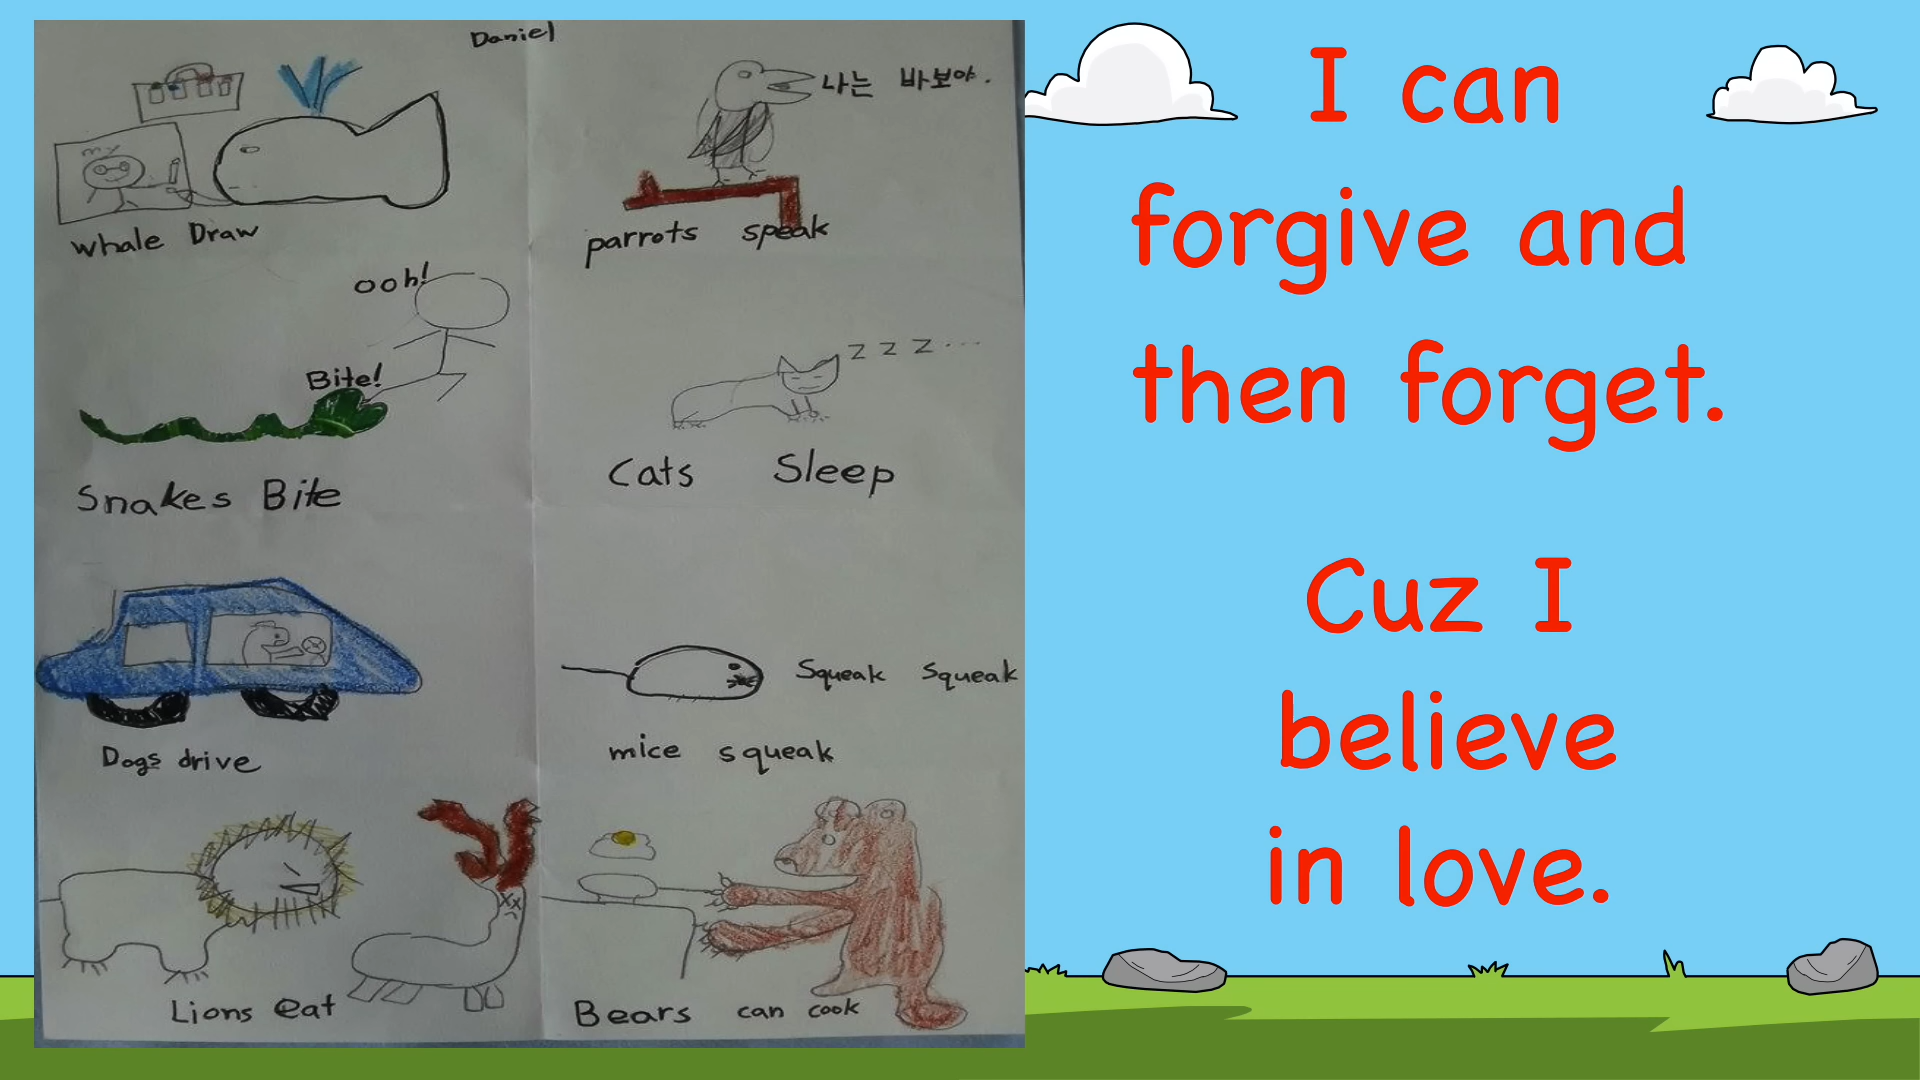 Daniel
my
whale Draw
나는 바보야.
parrots speak
ooh!
Bite!
Snakes Bite
z z z ...
Cats Sleep
Dogs drive
Squeak Squeak
mice squeak
Lions eat
Bears can cook
I can
forgive and
then forget.
Cuz I
believe
in love.